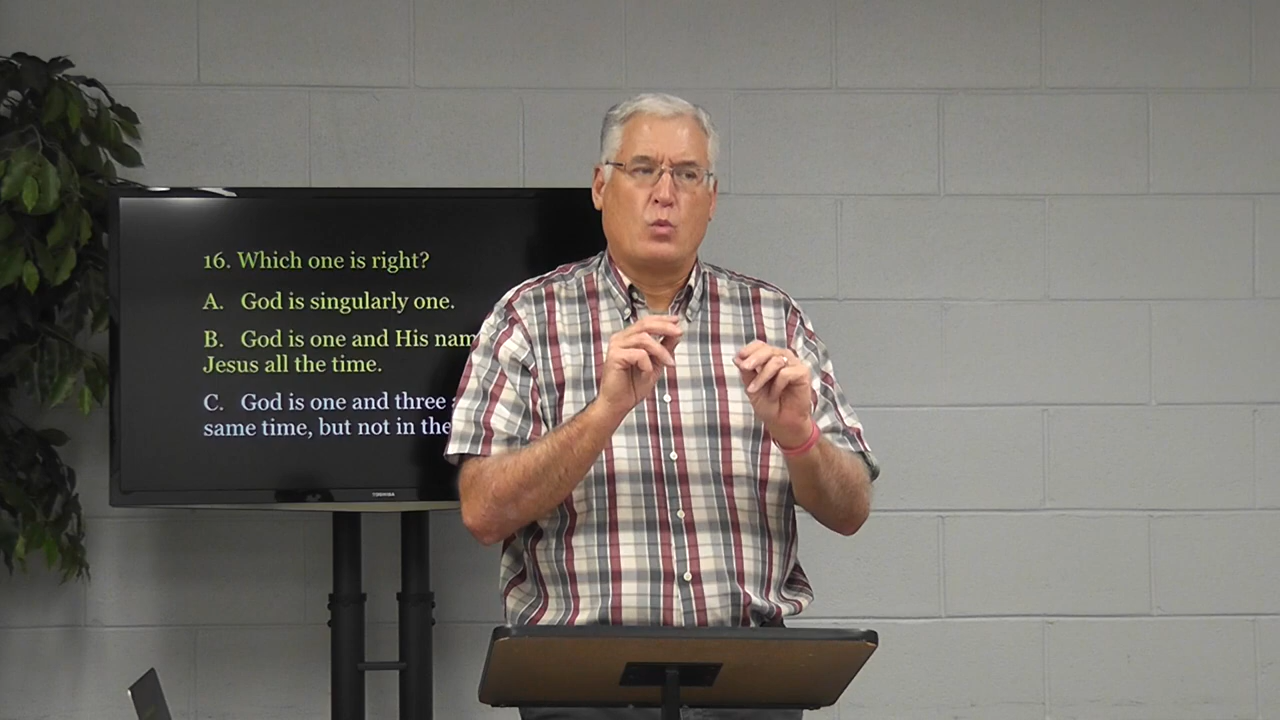 16. Which one is right?
A. God is singularly one.
B. God is one and His
Jesus all the time.
C. God is one and three
same time, but not in the
TOSHIBA